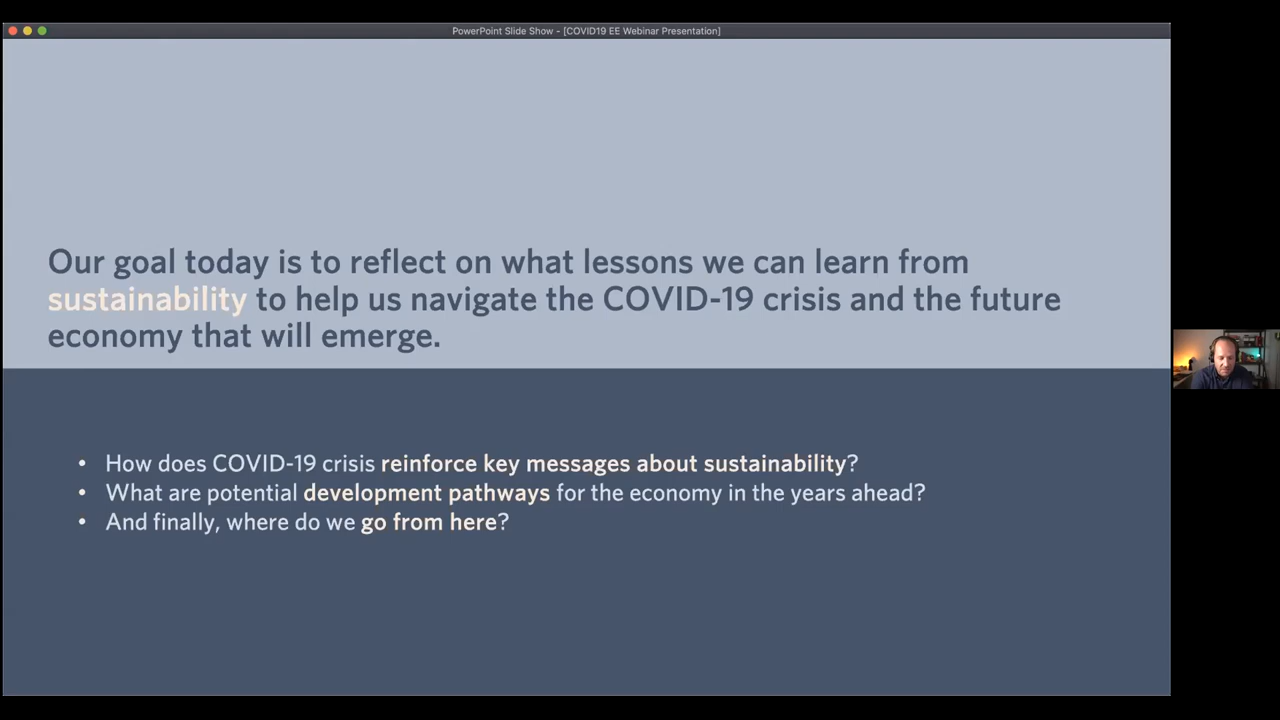 PowerPoint Slide Show - [COVID19 EE Webinar Presentation]
Our goal today is to reflect on what lessons we can learn from
sustainability to help us navigate the COVID-19 crisis and the future
economy that will emerge.
• How does COVID-19 crisis reinforce key messages about sustainability?
• What are potential development pathways for the economy in the years ahead?
• And finally, where do we go from here?